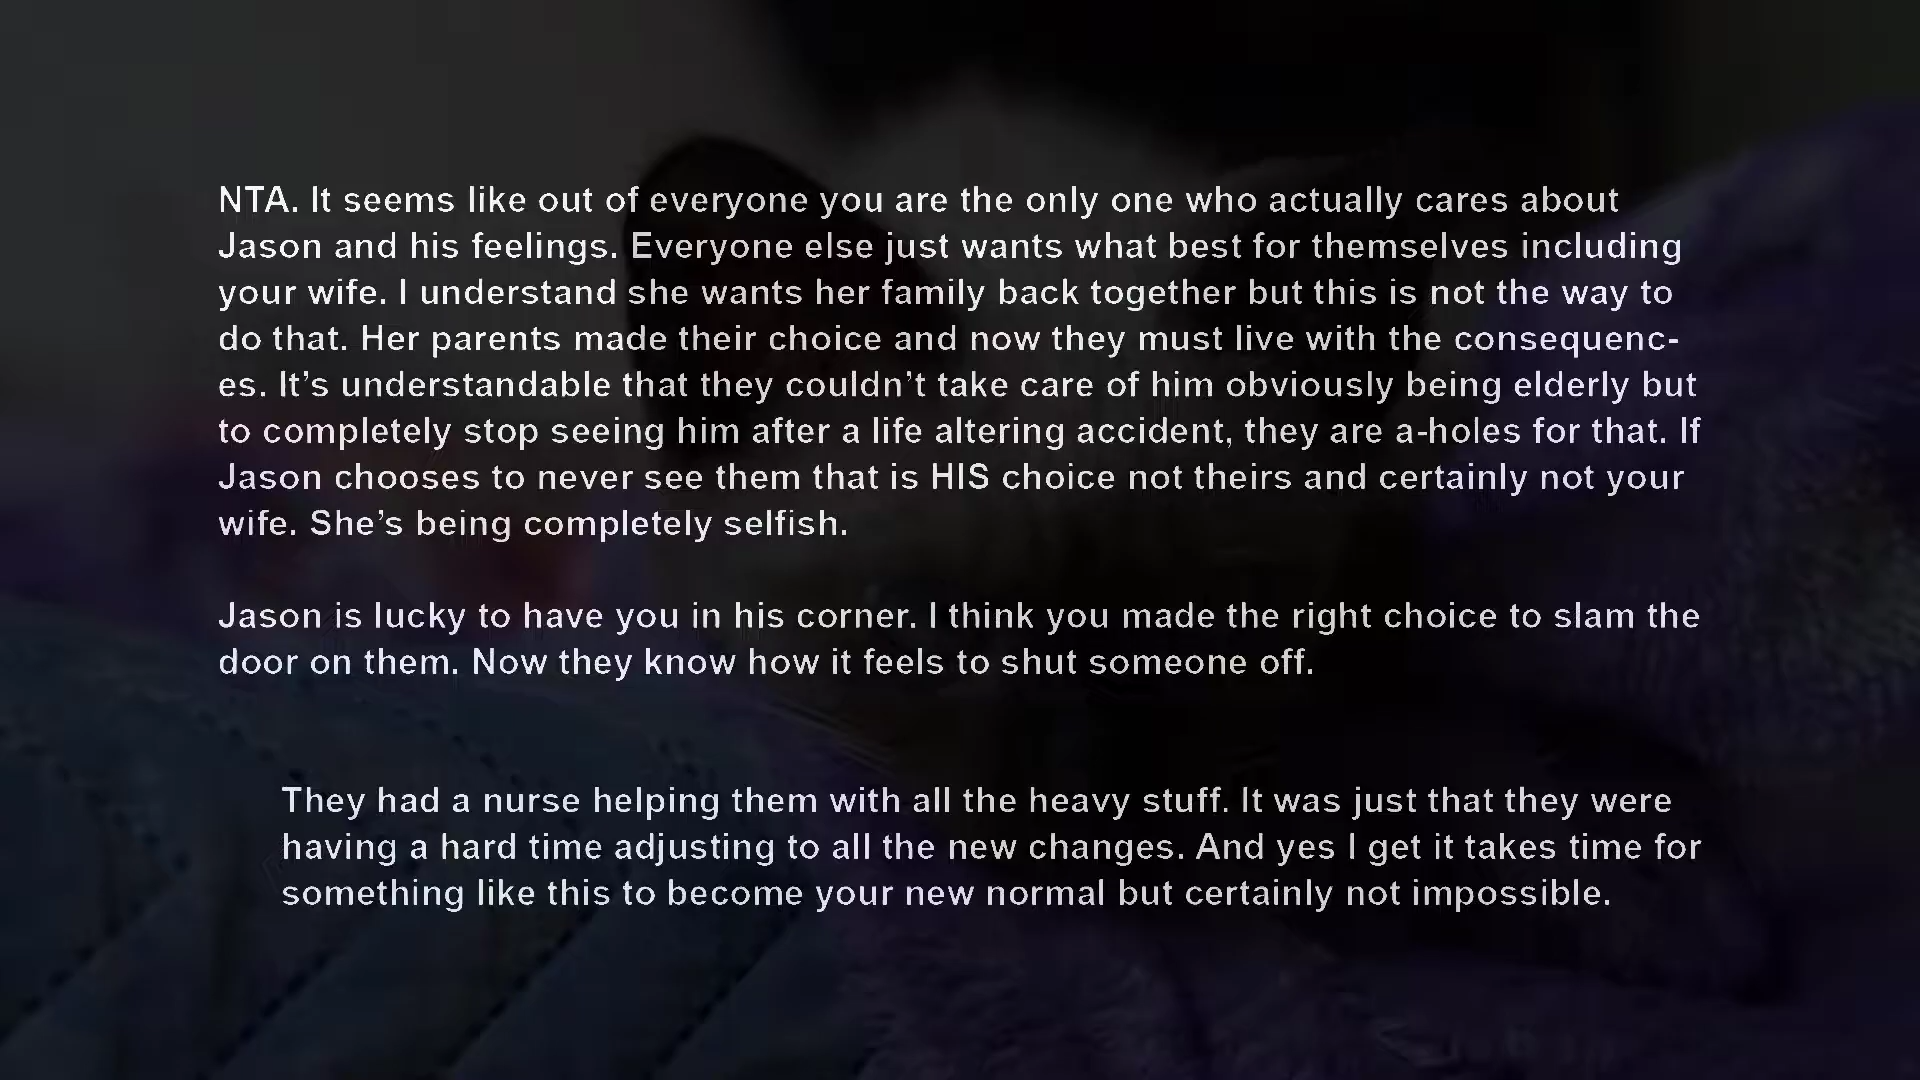 NTA. It seems like out of everyone you are the only one who actually cares about
Jason and his feelings. Everyone else just wants what best for themselves including
your wife. I understand she wants her family back together but this is not the way to
do that. Her parents made their choice and now they must live with the consequenc-
es. It’s understandable that they couldn’t take care of him obviously being elderly but
to completely stop seeing him after a life altering accident, they are a-holes for that. If
Jason chooses to never see them that is HIS choice not theirs and certainly not your
wife. She’s being completely selfish.
Jason is lucky to have you in his corner. I think you made the right choice to slam the
door on them. Now they know how it feels to shut someone off.
They had a nurse helping them with all the heavy stuff. It was just that they were
having a hard time adjusting to all the new changes. And yes I get it takes time for
something like this to become your new normal but certainly not impossible.